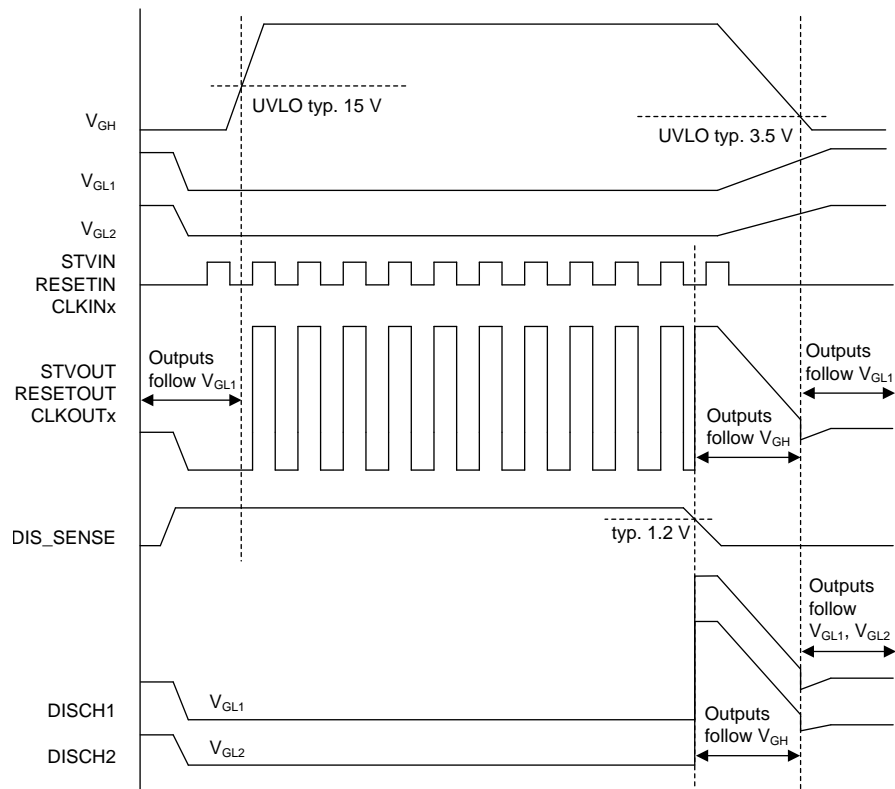 UVLO typ. 15 V
VGH
UVLO typ. 3.5 V
VGL1
VGL2
STVIN
RESETIN
CLKINx
STVOUT
RESETOUT
CLKOUTx
Outputs
follow VGL1
Outputs
follow VGH
Outputs
follow VGL1
DIS_SENSE
typ. 1.2 V
Outputs
follow
VGL1, VGL2
DISCH1
VGL1
DISCH2
VGL2
Outputs
follow VGH